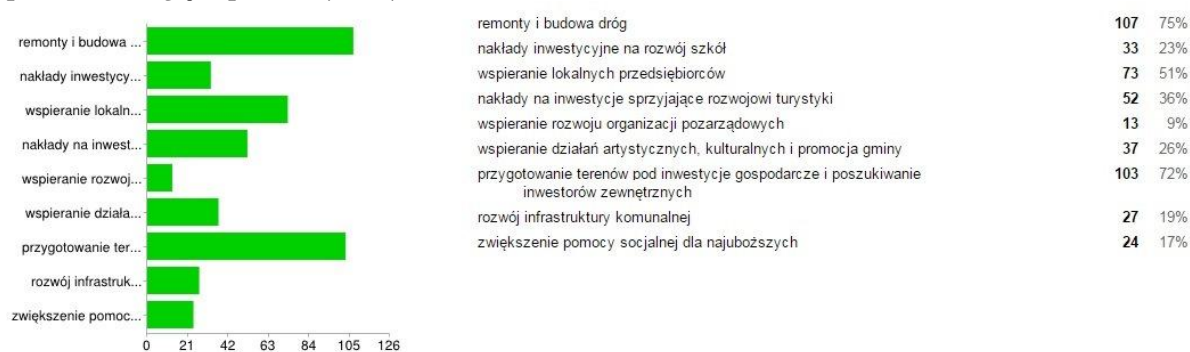 remonty i budowa ...
nakłady inwestycy...
wspieranie lokaln...
nakłady na inwest...
wspieranie rozwoj...
wspieranie działa...
przygotowanie ter...
rozwój infrastruk...
zwiększenie pomoc...
0 21 42 63 84 105 126
remonty i budowa dróg 107 75%
nakłady inwestycyjne na rozwój szkół 33 23%
wspieranie lokalnych przedsiębiorców 73 51%
nakłady na inwestycje sprzyjające rozwojowi turystyki 52 36%
wspieranie rozwoju organizacji pozarządowych 13 9%
wspieranie działań artystycznych, kulturalnych i promocja gminy 37 26%
przygotowanie terenów pod inwestycje gospodarcze i poszukiwanie 103 72%
inwestorów zewnętrznych
rozwój infrastruktury komunalnej 27 19%
zwiększenie pomocy socjalnej dla najuboższych 24 17%